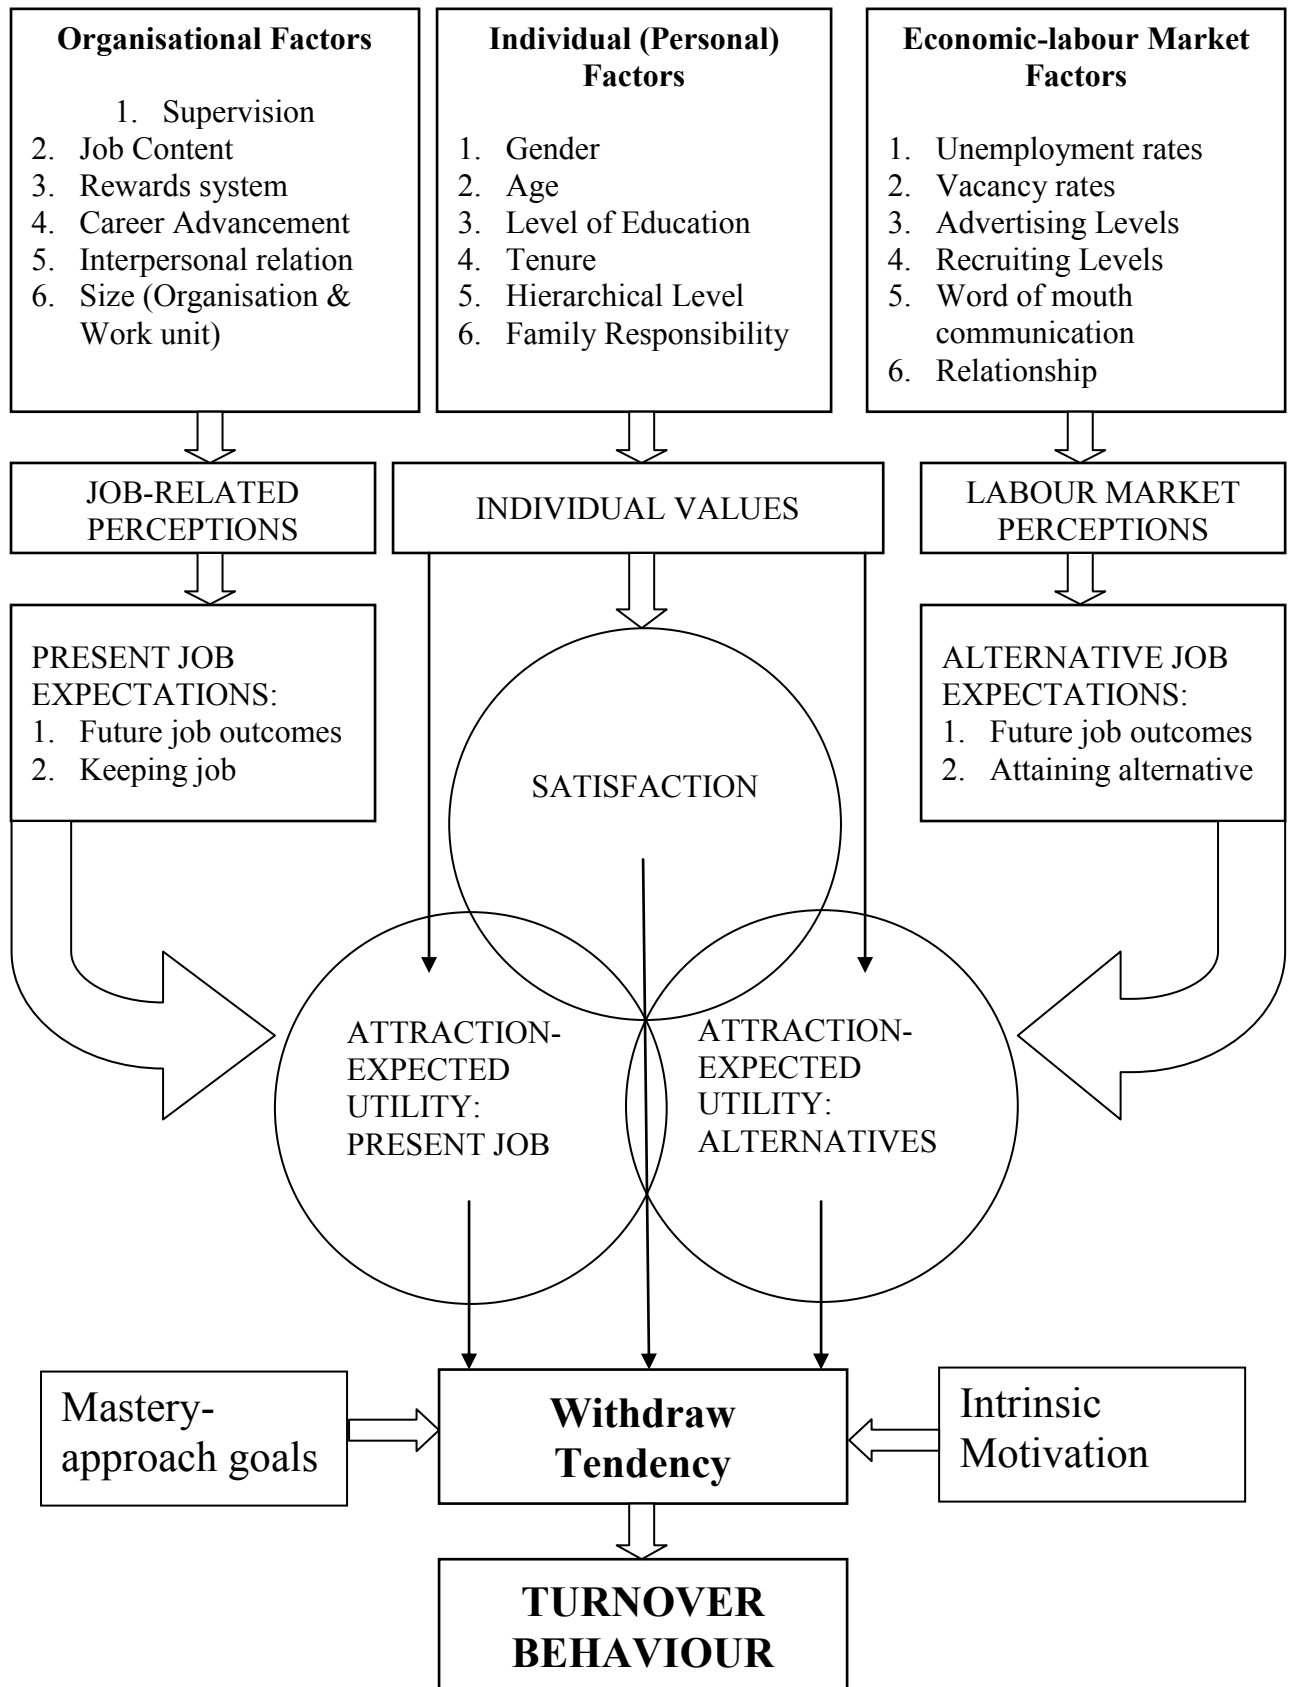 Organisational Factors
1. Supervision
2. Job Content
3. Rewards system
4. Career Advancement
5. Interpersonal relation
6. Size (Organisation &
Work unit)
Individual (Personal)
Factors
1. Gender
2. Age
3. Level of Education
4. Tenure
5. Hierarchical Level
6. Family Responsibility
Economic-labour Market
Factors
1. Unemployment rates
2. Vacancy rates
3. Advertising Levels
4. Recruiting Levels
5. Word of mouth
communication
6. Relationship
JOB-RELATED
PERCEPTIONS
INDIVIDUAL VALUES
LABOUR MARKET
PERCEPTIONS
PRESENT JOB
EXPECTATIONS:
1. Future job outcomes
2. Keeping job
SATISFACTION
ALTERNATIVE JOB
EXPECTATIONS:
1. Future job outcomes
2. Attaining alternative
ATTRACTION-
EXPECTED
UTILITY:
PRESENT JOB
ATTRACTION-
EXPECTED
UTILITY:
ALTERNATIVES
Mastery-
approach goals
Withdraw
Tendency
Intrinsic
Motivation
TURNOVER
BEHAVIOUR